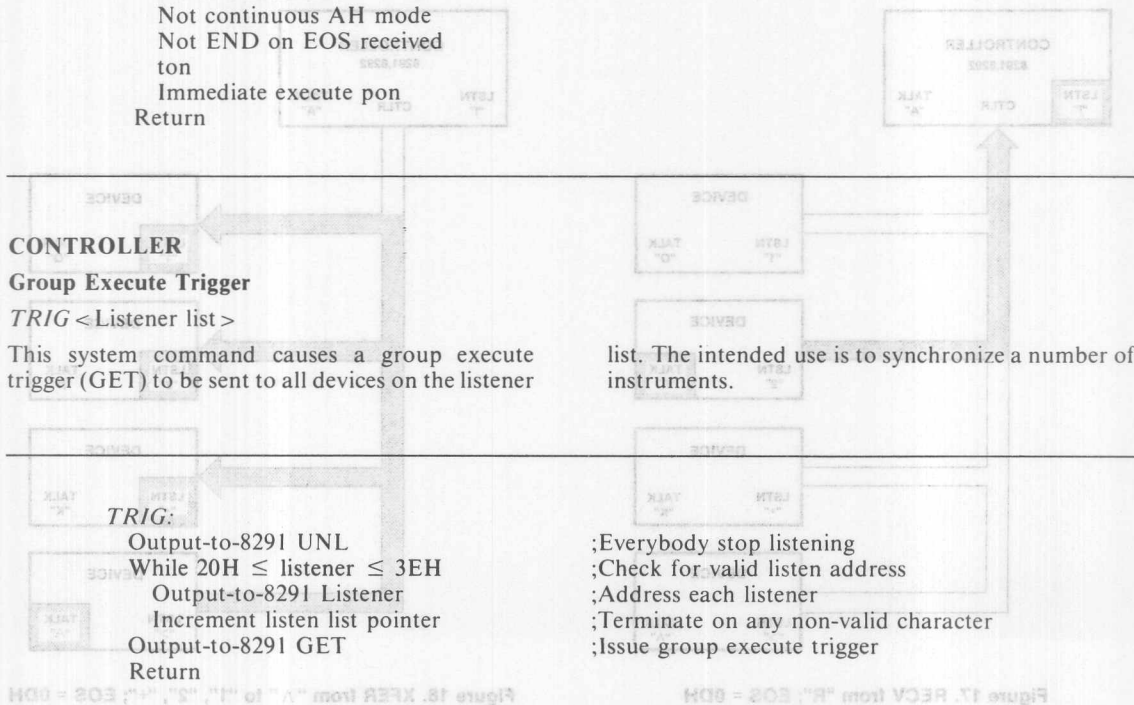 Not continuous AH mode
Not END on EOS received
ton
Immediate execute pon
Return
CONTROLLER
Group Execute Trigger
TRIG <Listener list>
This system command causes a group execute
trigger (GET) to be sent to all devices on the listener
list. The intended use is to synchronize a number of
instruments.
TRIG:
Output-to-8291 UNL ;Everybody stop listening
While 20H ≤ listener ≤ 3EH ;Check for valid listen address
Output-to-8291 Listener ;Address each listener
Increment listen list pointer ;Terminate on any non-valid character
Output-to-8291 GET ;Issue group execute trigger
Return